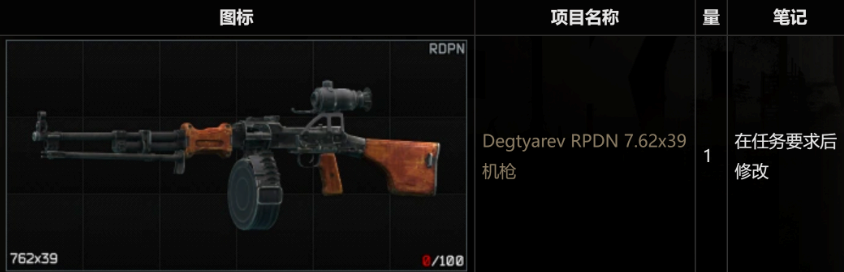 图标 项目名称 量 笔记
RDPN
Degtyarev RPDN 7.62x39
机枪
1
在任务要求后
修改
762x39 0/100